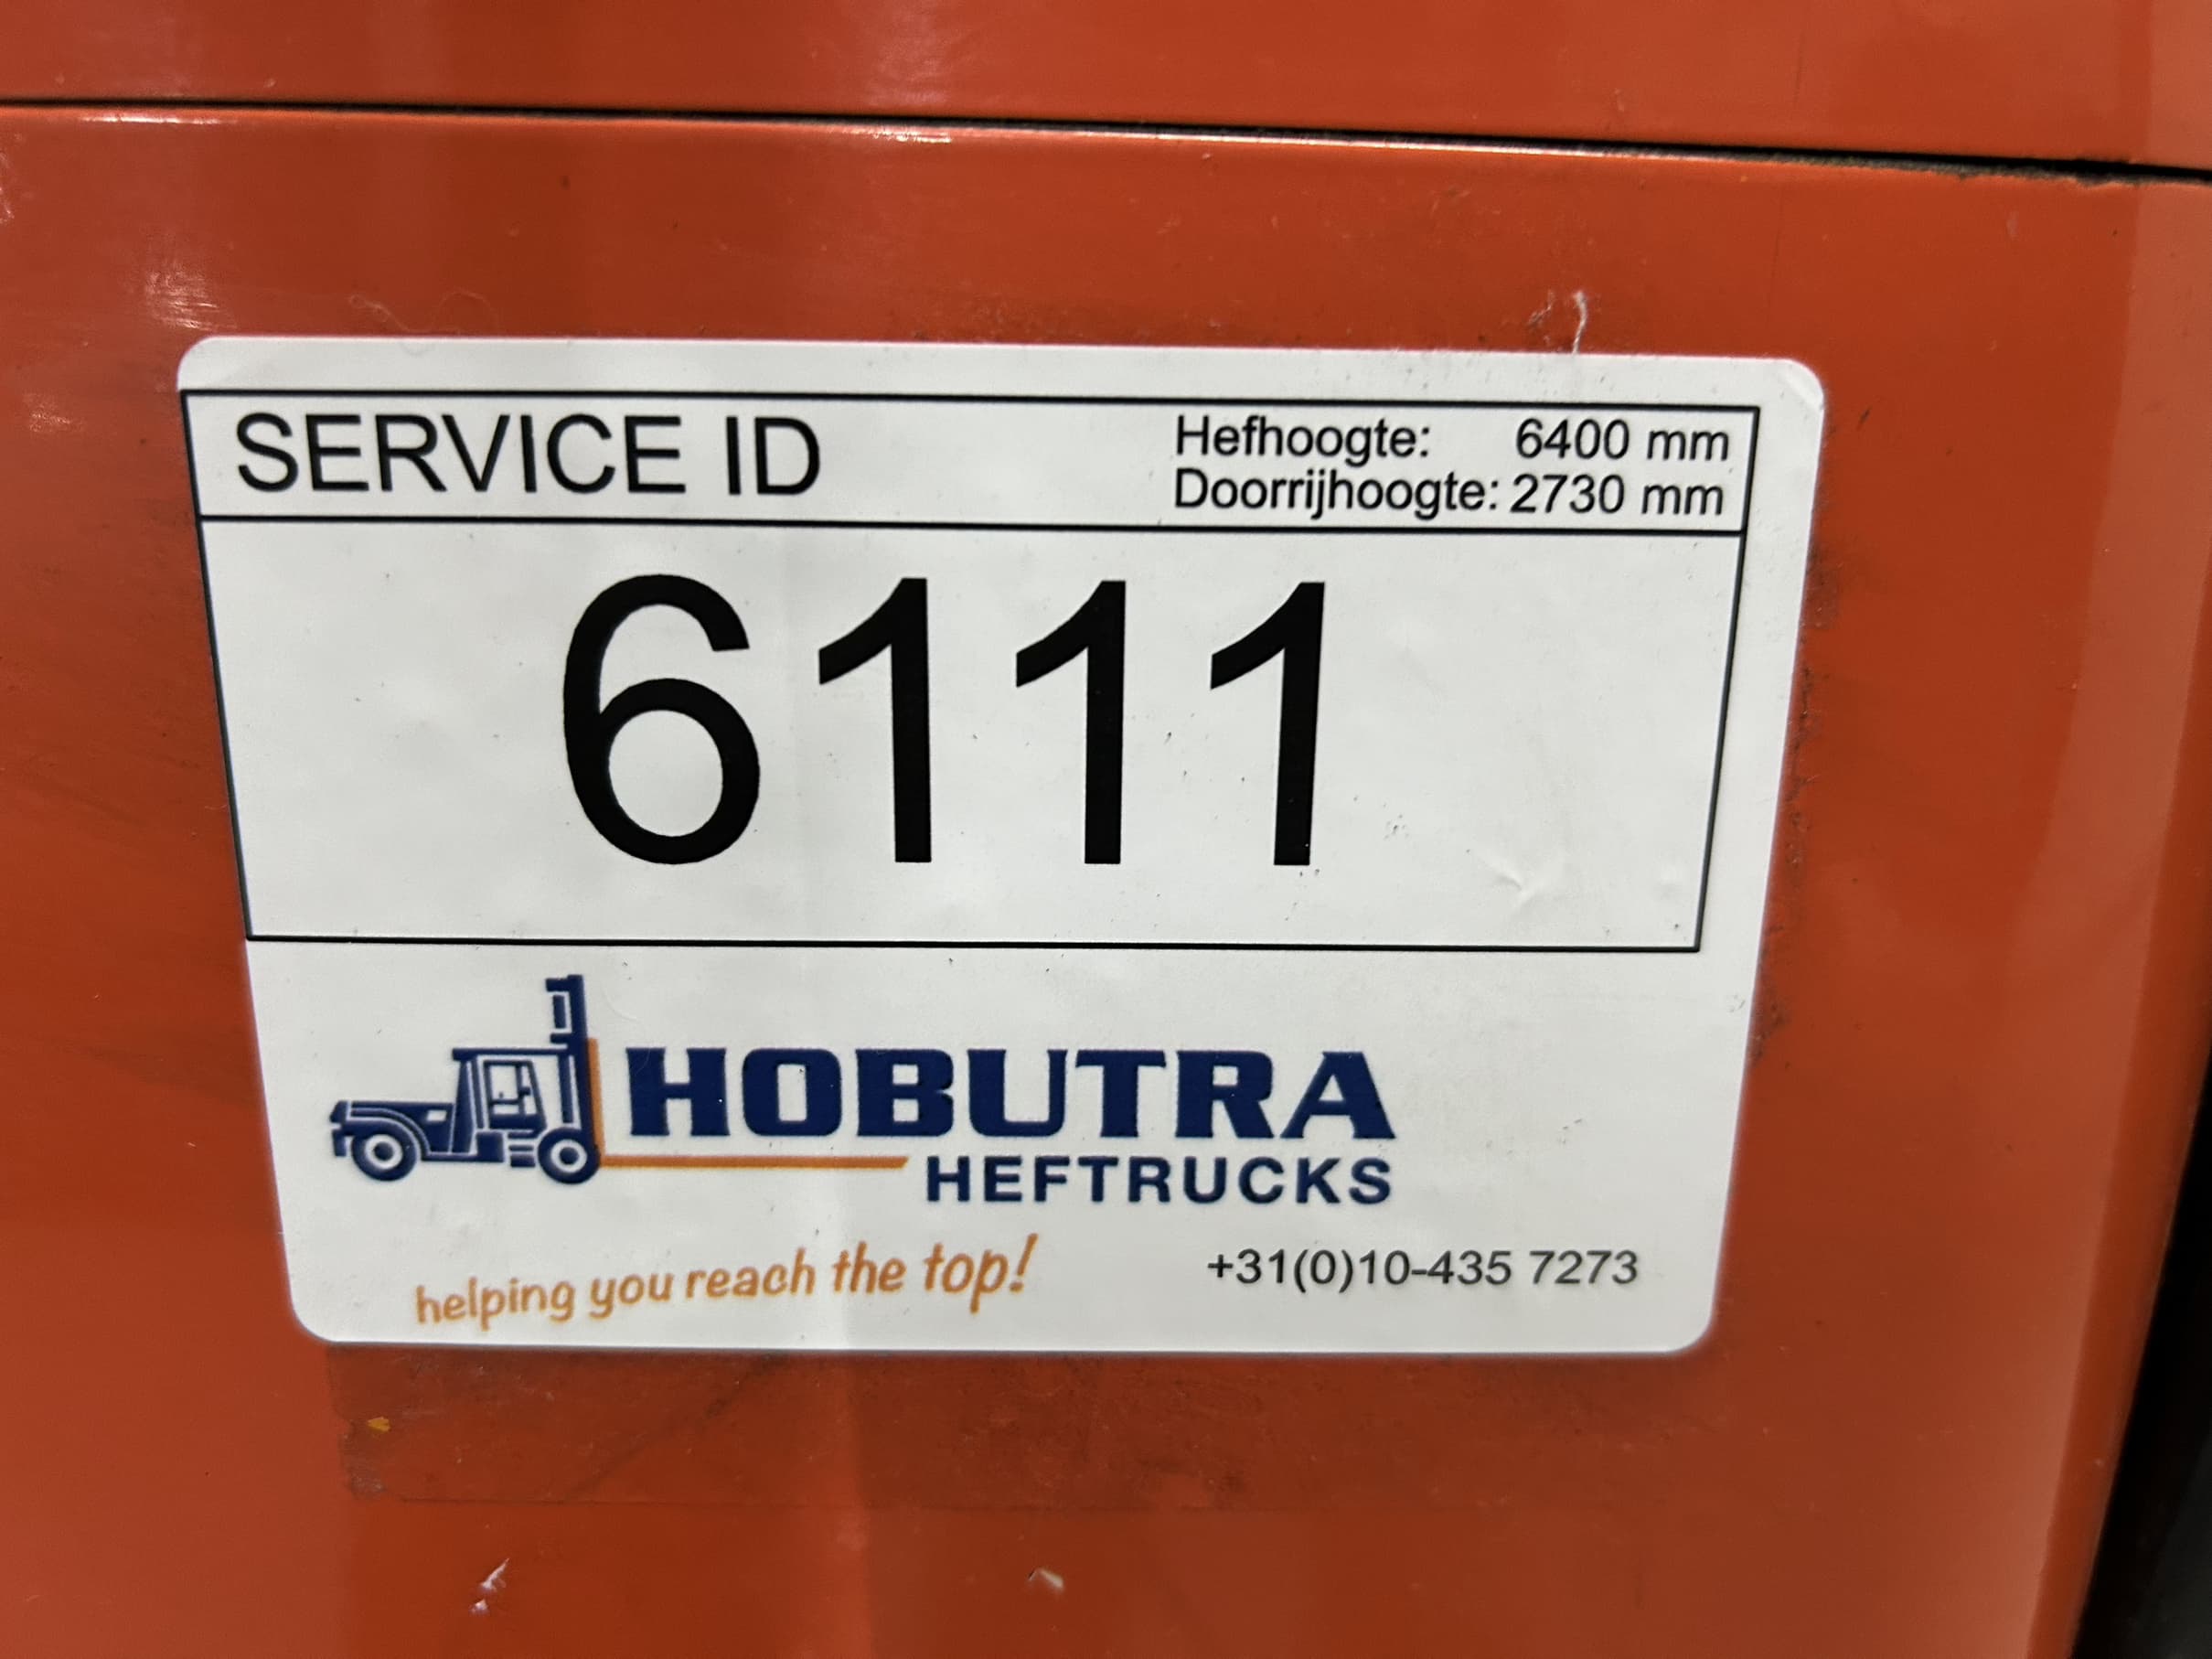 SERVICE ID
Hefhoogte: 6400 mm
Doorrijhoogte: 2730 mm
6111
HOBUTRA
HEFTRUCKS
helping you reach the top!
+31(0)10-435 7273